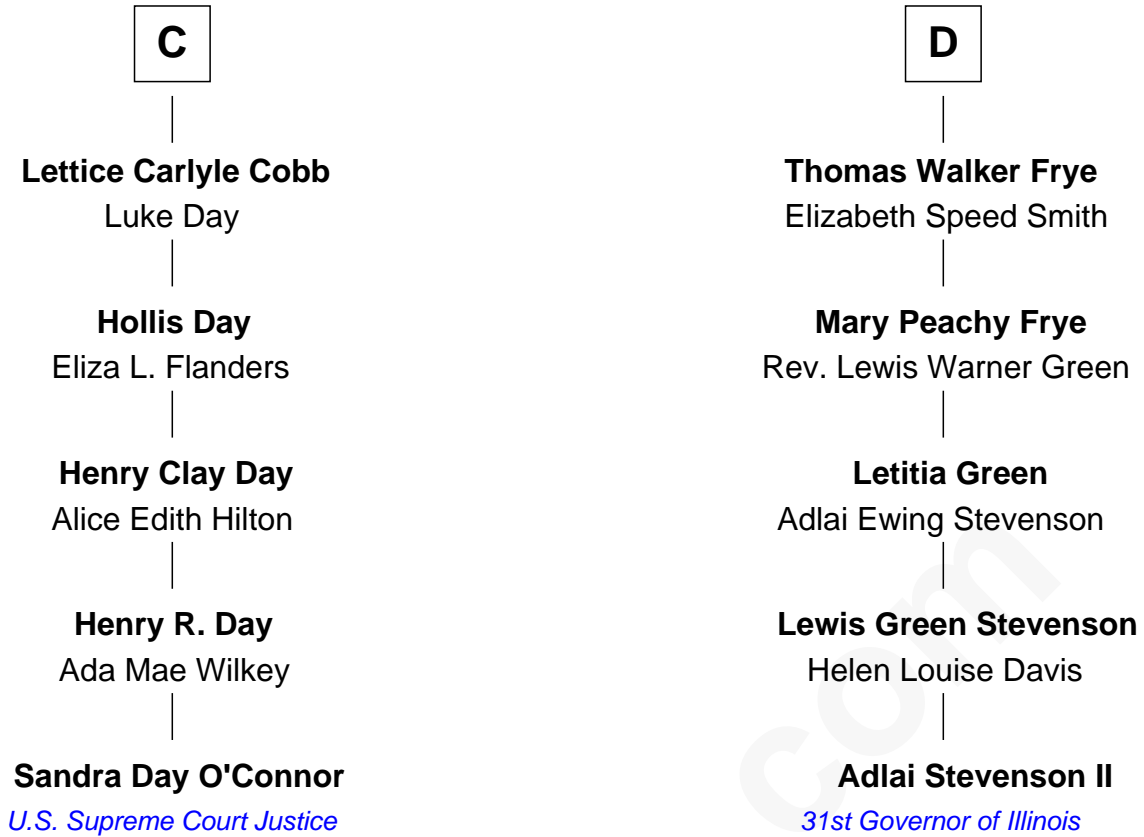 C
Lettice Carlyle Cobb
Luke Day
Hollis Day
Eliza L. Flanders
Henry Clay Day
Alice Edith Hilton
Henry R. Day
Ada Mae Wilkey
Sandra Day O'Connor
U.S. Supreme Court Justice
D
Thomas Walker Frye
Elizabeth Speed Smith
Mary Peachy Frye
Rev. Lewis Warner Green
Letitia Green
Adlai Ewing Stevenson
Lewis Green Stevenson
Helen Louise Davis
Adlai Stevenson II
31st Governor of Illinois
com